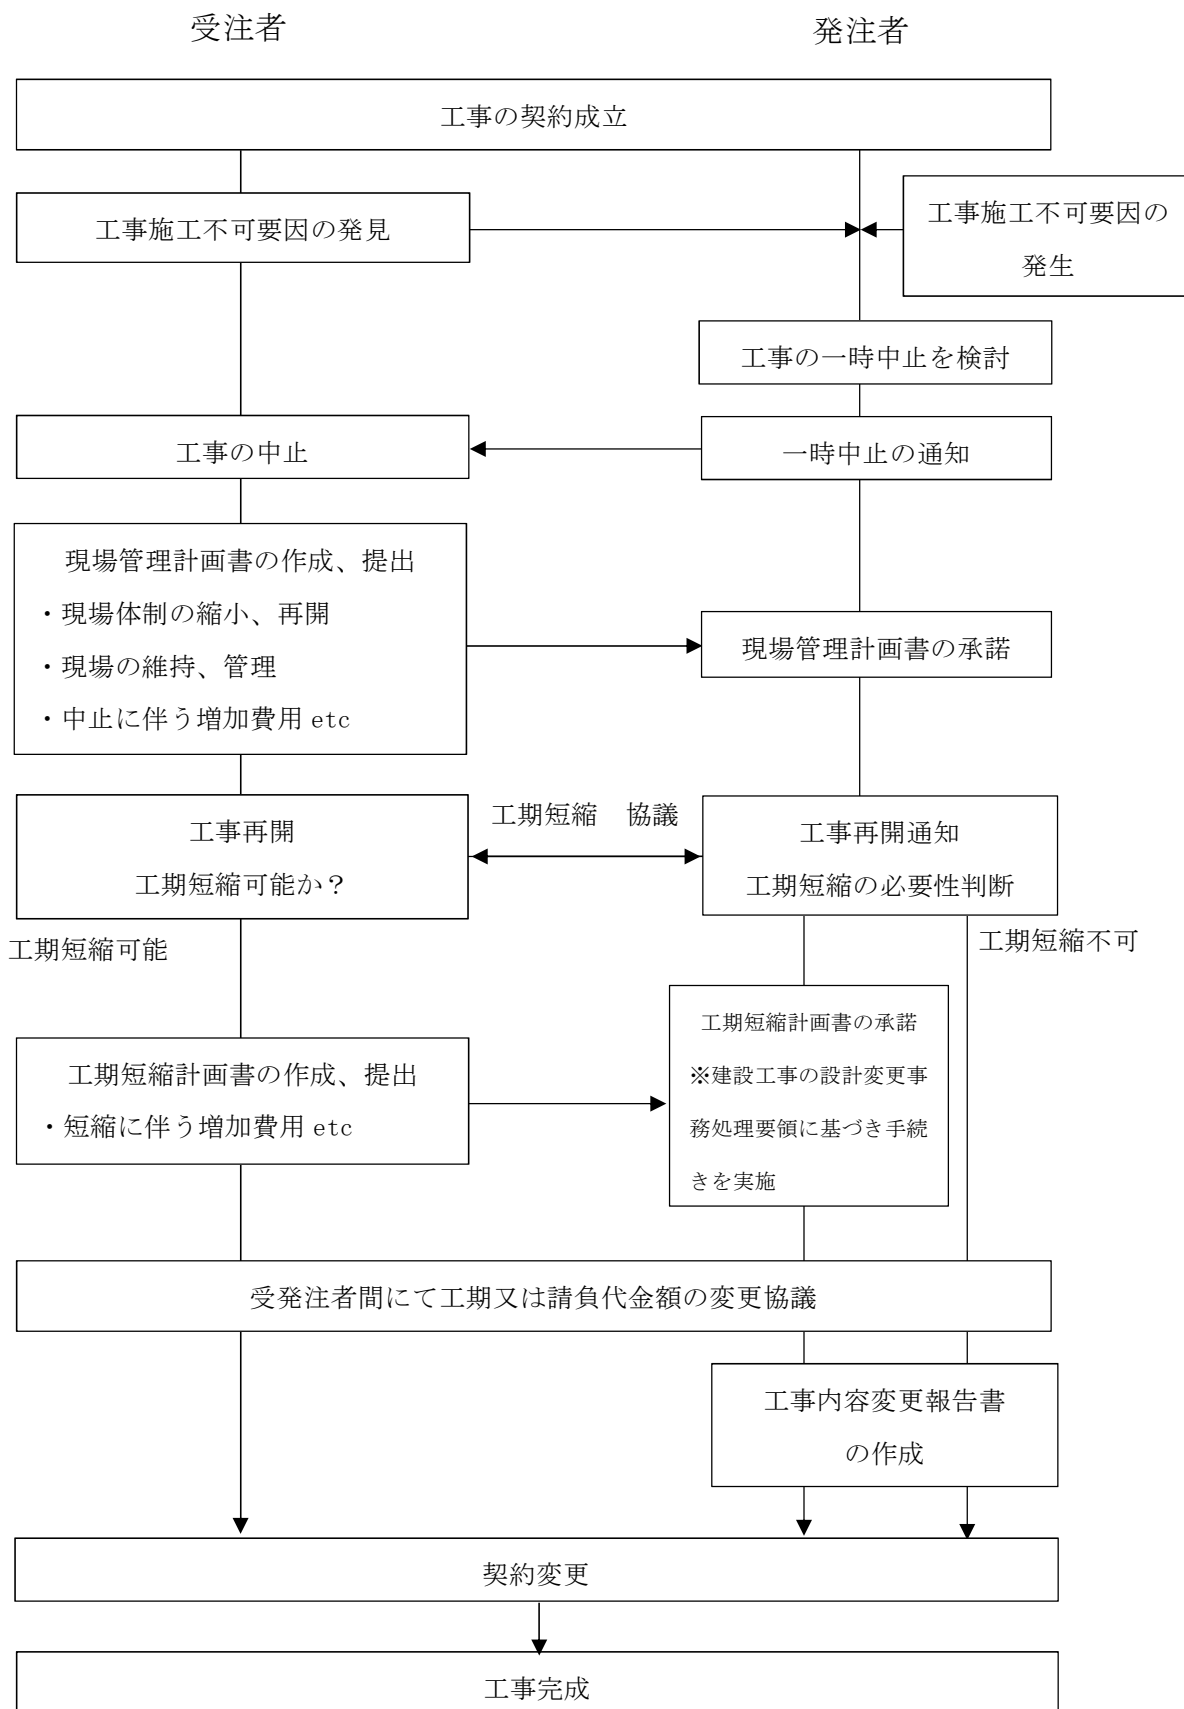 受注者
発注者
工事の契約成立
工事施工不可要因の発見
工事施工不可要因の
発生
工事の一時中止を検討
工事の中止
一時中止の通知
現場管理計画書の作成、提出
・現場体制の縮小、再開
・現場の維持、管理
・中止に伴う増加費用 etc
現場管理計画書の承諾
工事再開
工期短縮可能か？
工期短縮　協議
工事再開通知
工期短縮の必要性判断
工期短縮可能
工期短縮不可
工期短縮計画書の作成、提出
・短縮に伴う増加費用 etc
工期短縮計画書の承諾
※建設工事の設計変更事
務処理要領に基づき手続
きを実施
受発注者間にて工期又は請負代金額の変更協議
工事内容変更報告書
の作成
契約変更
工事完成